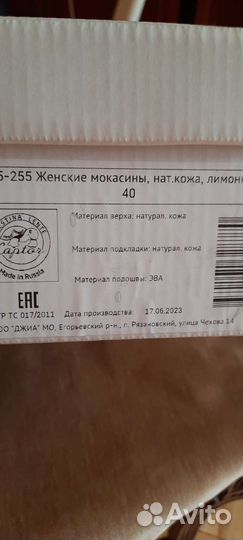 5-255 Женские мокасины, нат.кожа, лимон
40
Материал верха: натурал. кожа
Captor
Made in Russia
Материал подкладки: натурал. кожа
Материал подошвы: ЭВА
ЕАС
ТР ТС 017/2011
Дата производства: 17.06.2023
ООО "ДЖИА" МО, Егорьевский р-н., п. Рязановский, улица Чехова 14
Avito